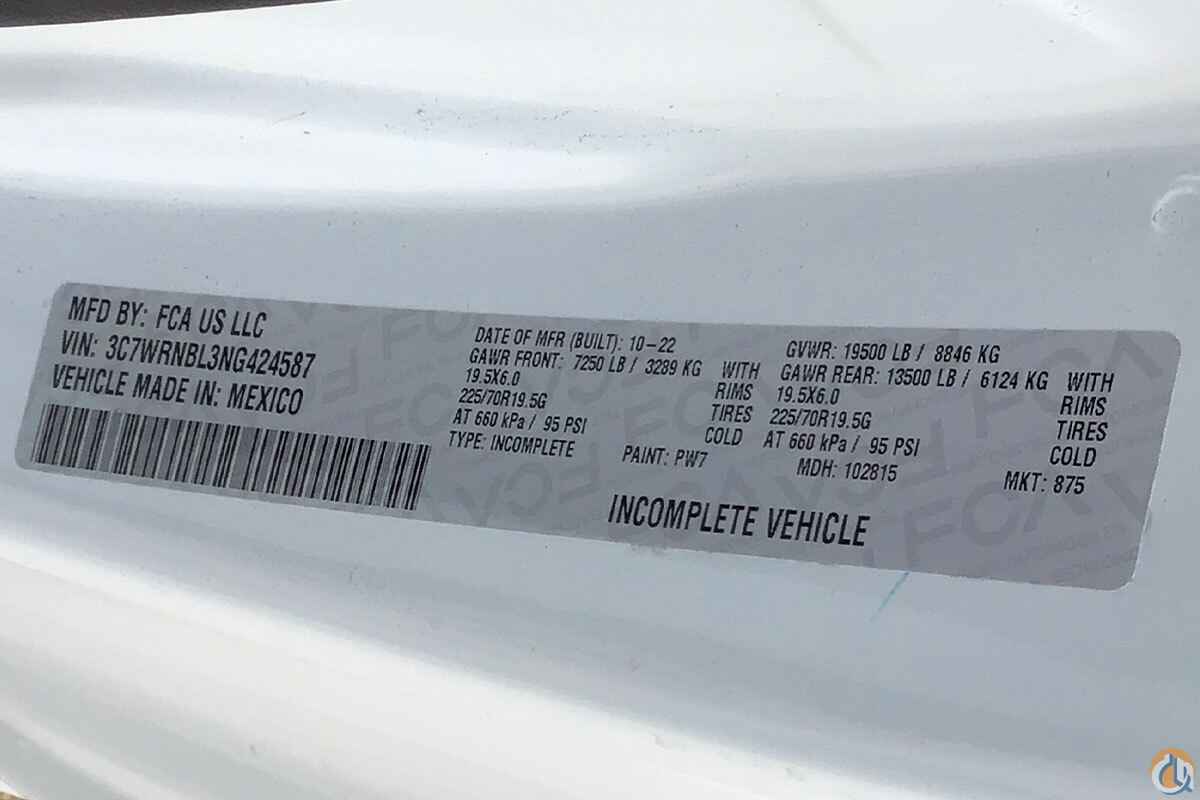 MFD BY: FCA US LLC
VIN: 3C7WRNBL3NG424587
VEHICLE MADE IN: MEXICO
DATE OF MFR (BUILT): 10-22
GAWR FRONT: 7250 LB / 3289 KG WITH
19.5X6.0 RIMS
225/70R19.5G TIRES
AT 660 kPa / 95 PSI COLD
TYPE: INCOMPLETE PAINT: PW7
GVWR: 19500 LB / 8846 KG
GAWR REAR: 13500 LB / 6124 KG WITH
19.5X6.0 RIMS
225/70R19.5G TIRES
AT 660 kPa / 95 PSI COLD
MDH: 102815 MKT: 875
INCOMPLETE VEHICLE